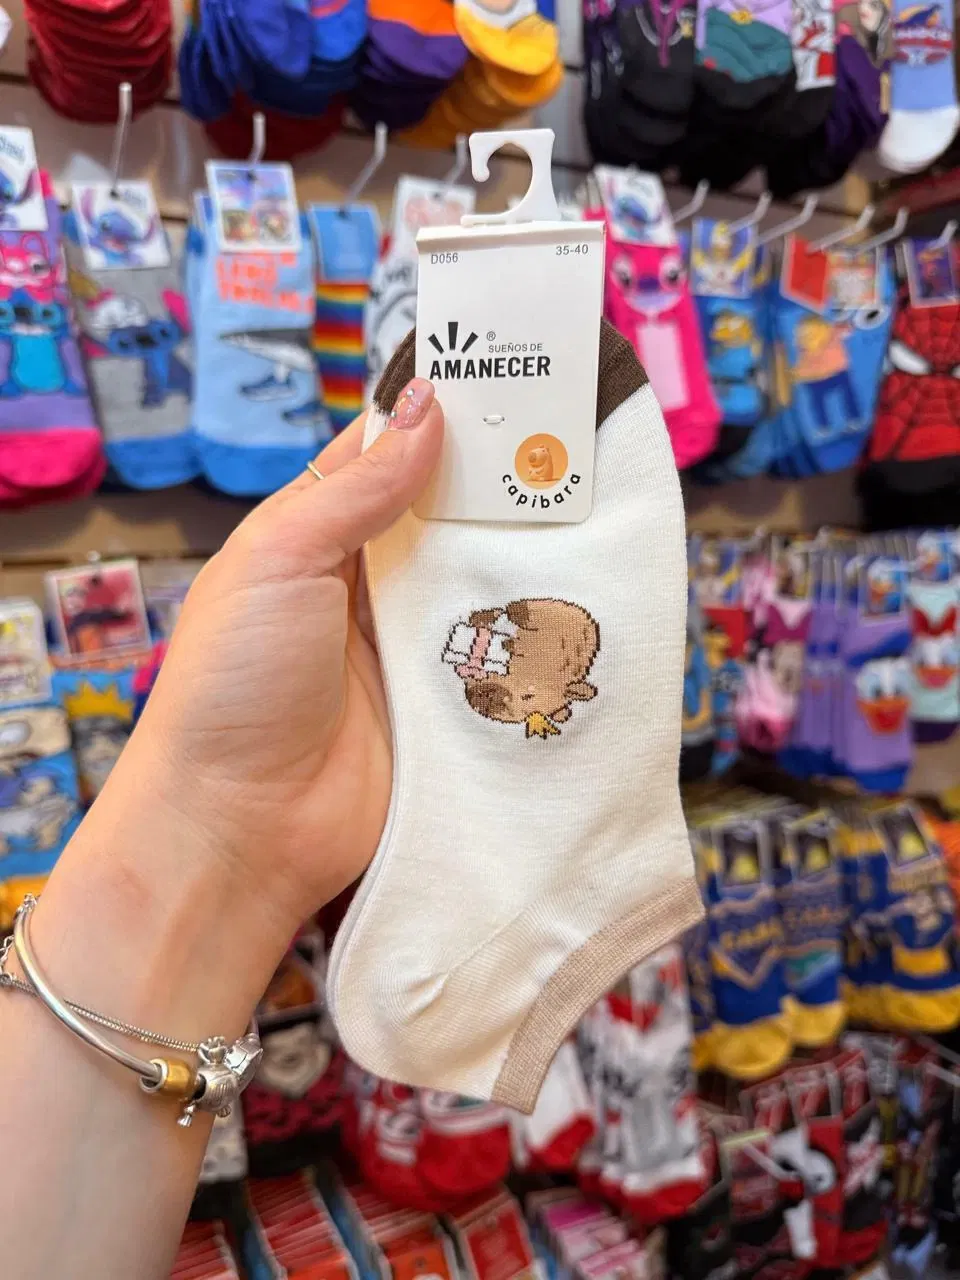 D056 35-40
®
SUEÑOS DE
AMANECER
capibara